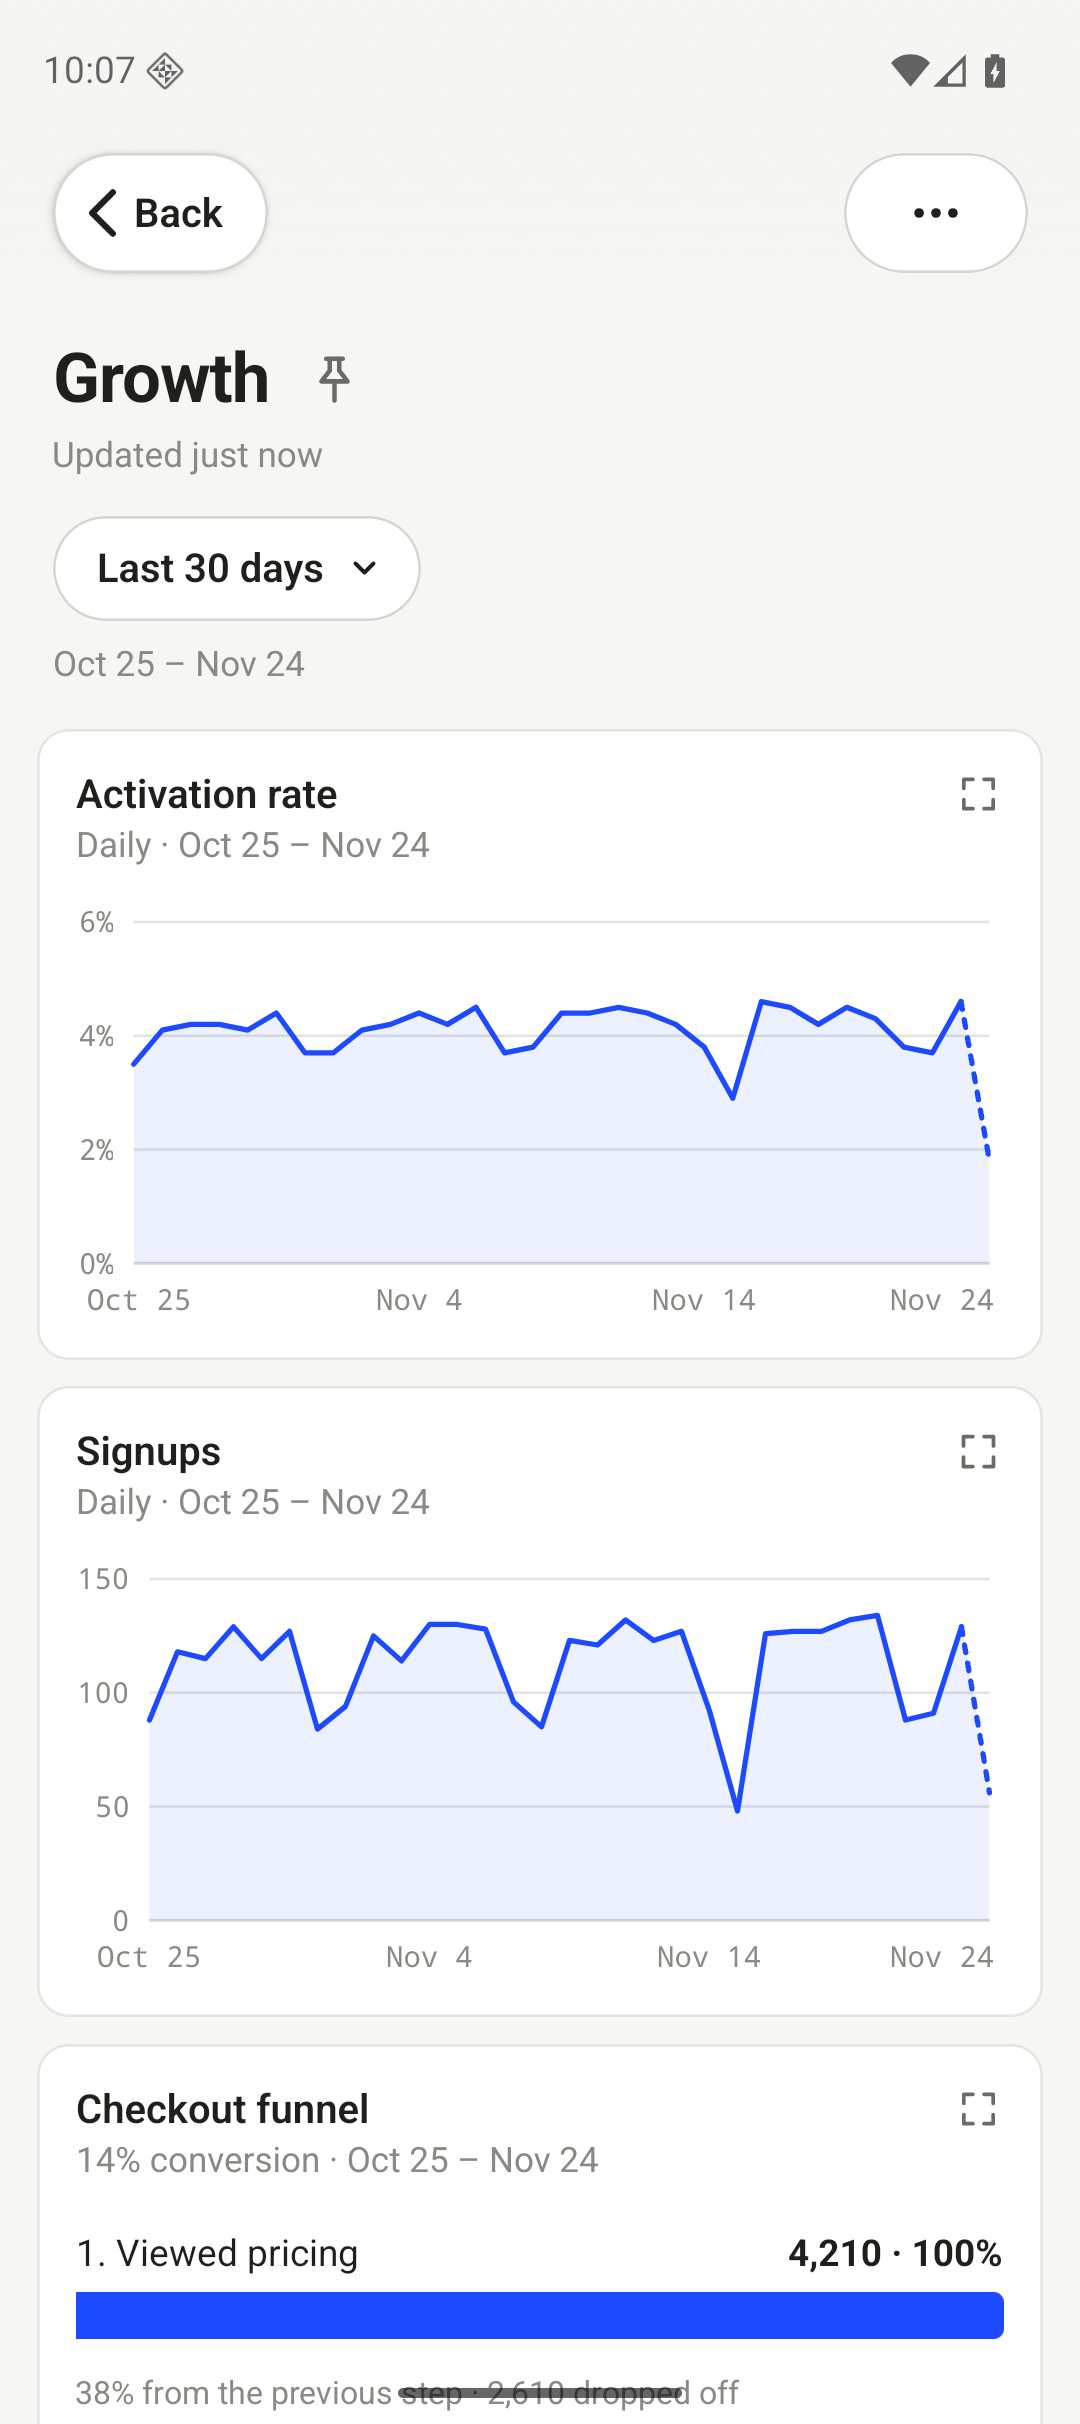 10:07
Back
Growth
Updated just now
Last 30 days
Oct 25 – Nov 24
Activation rate
Daily · Oct 25 – Nov 24
6%
4%
2%
0%
Oct 25 Nov 4 Nov 14 Nov 24
Signups
Daily · Oct 25 – Nov 24
150
100
50
0
Oct 25 Nov 4 Nov 14 Nov 24
Checkout funnel
14% conversion · Oct 25 – Nov 24
1. Viewed pricing 4,210 · 100%
38% from the previous step · 2,610 dropped off